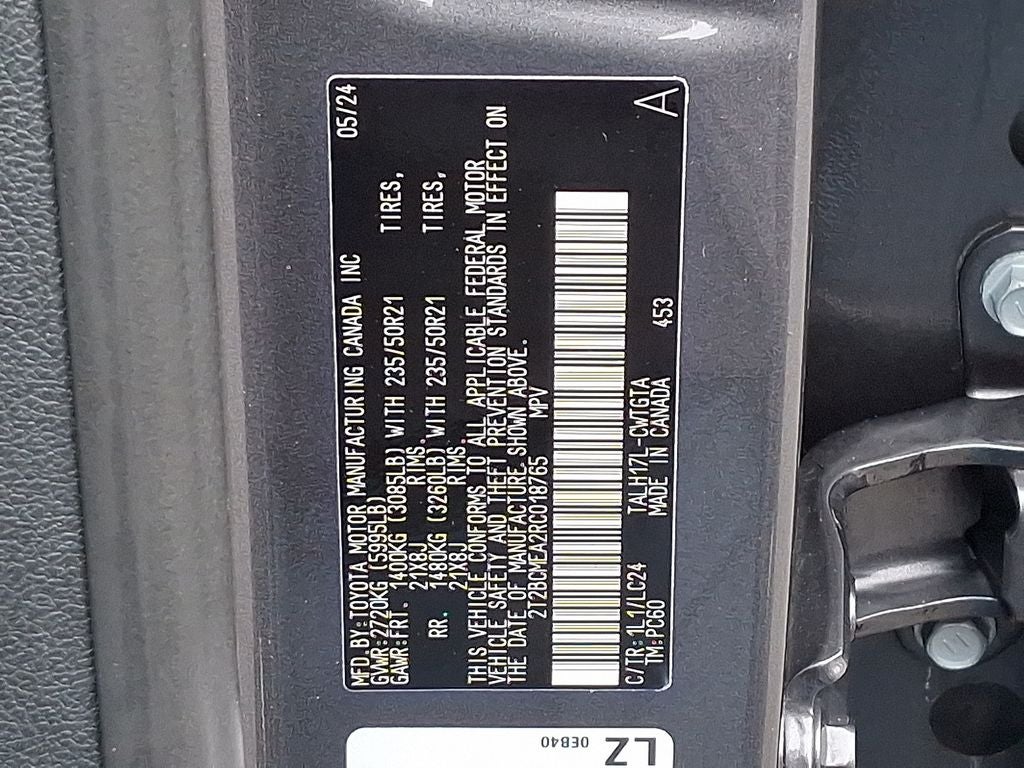 MFD.BY:TOYOTA MOTOR MANUFACTURING CANADA INC 05/24
GVWR:2720KG (5995LB)
GAWR:FRT. 1400KG (3085LB) WITH 235/50R21 TIRES,
21X8J RIMS.
RR. 1480KG (3260LB) WITH 235/50R21 TIRES,
21X8J RIMS.
THIS VEHICLE CONFORMS TO ALL APPLICABLE FEDERAL MOTOR
VEHICLE SAFETY AND THEFT PREVENTION STANDARDS IN EFFECT ON
THE DATE OF MANUFACTURE SHOWN ABOVE.
2T2BCMEA2RC018765 MPV
C/TR:1L1/LC24 TALH17L-CWTGTA 453
TM:PC60 MADE IN CANADA
A
LZ
0EB40